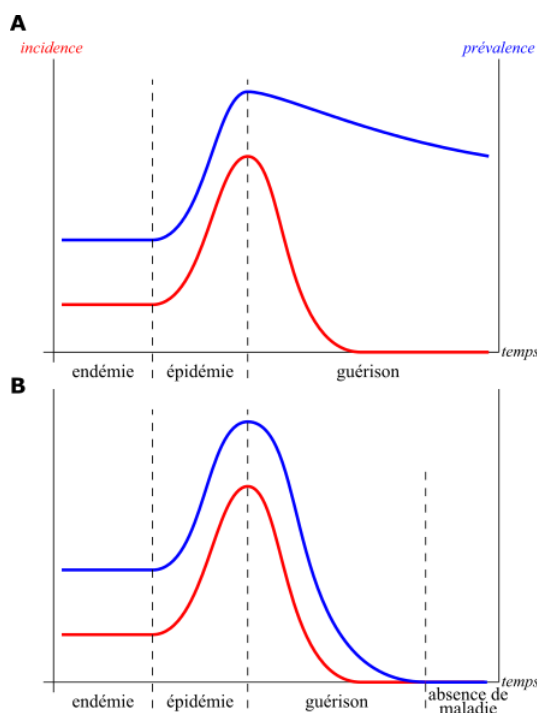 A
incidence prévalence
temps
endémie épidémie guérison
B
temps
endémie épidémie guérison absence de
maladie